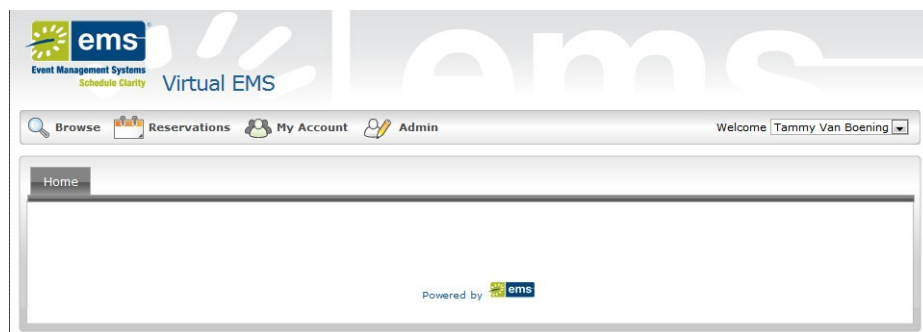 ems
Event Management Systems
Schedule Clarity
Virtual EMS
ems
Browse Reservations My Account Admin Welcome Tammy Van Boening
Home
Powered by ems